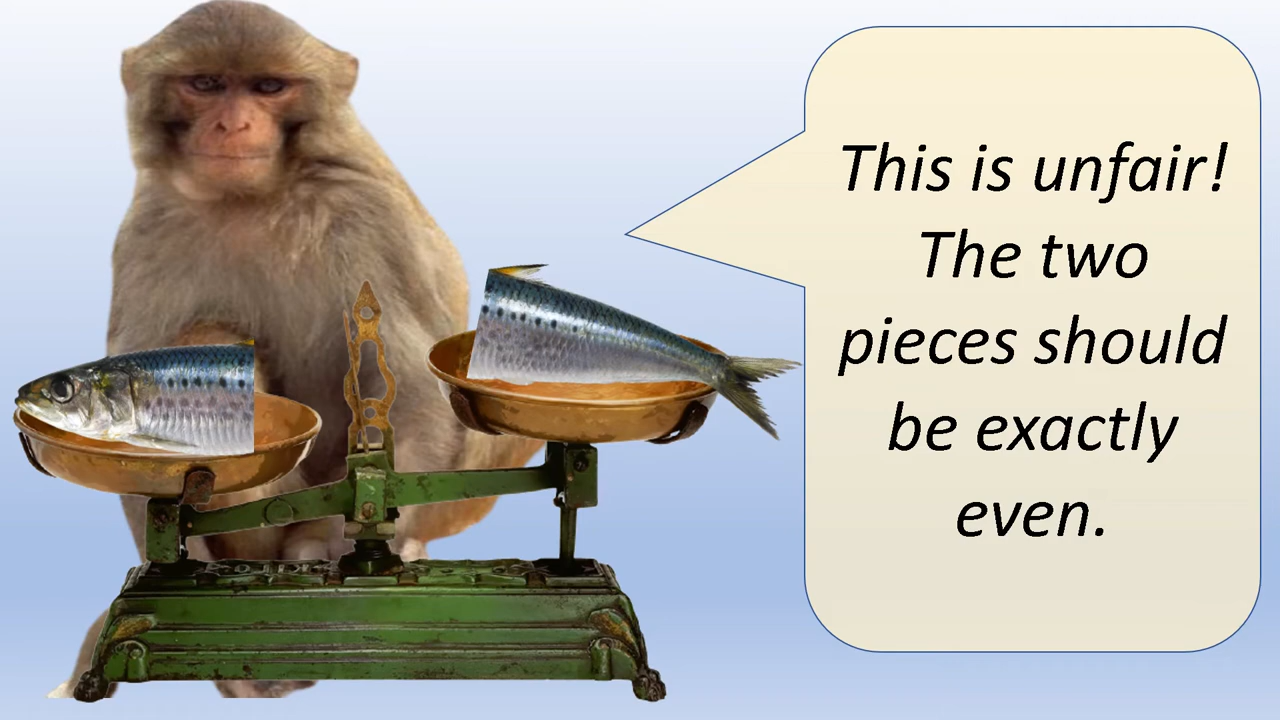 This is unfair!
The two
pieces should
be exactly
even.